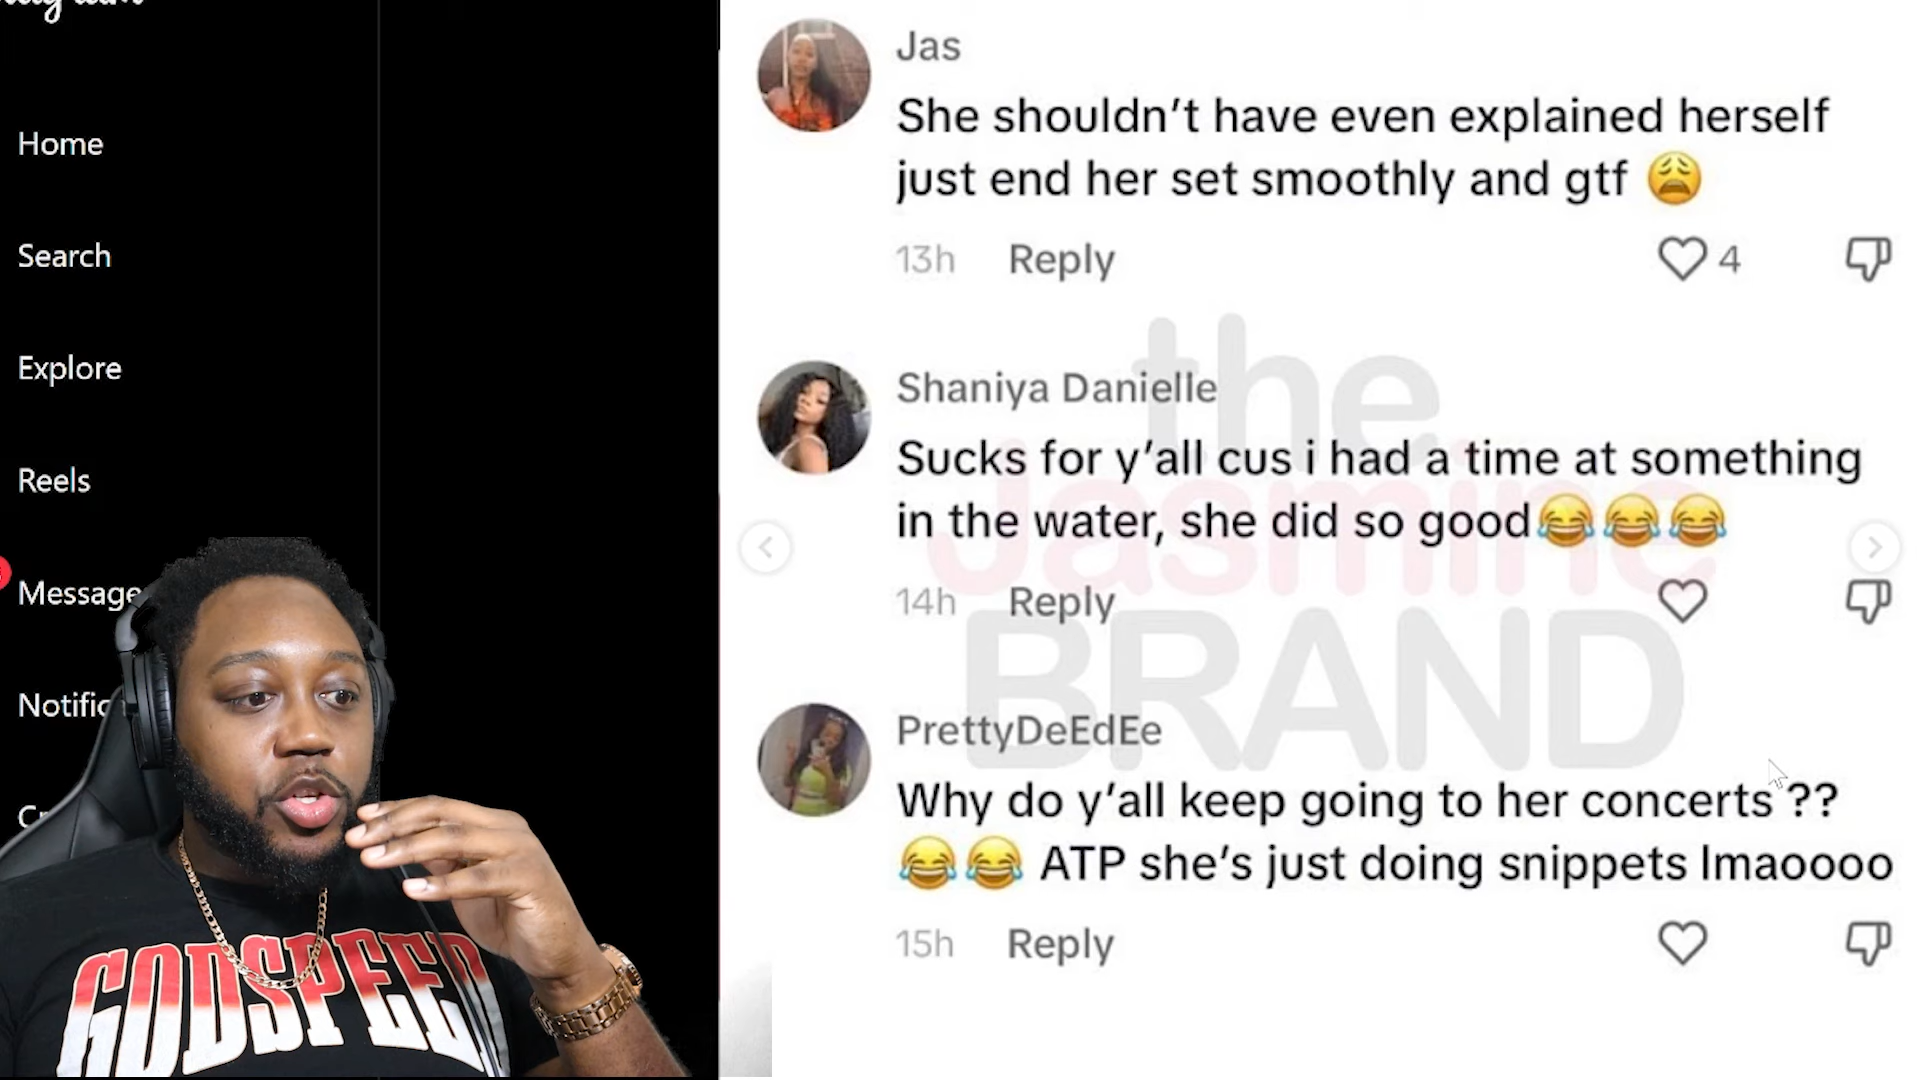 Home
Search
Explore
Reels
Message
Notific
Jas
She shouldn’t have even explained herself
just end her set smoothly and gtf 😩
13h Reply 4
Shaniya Danielle
Sucks for y’all cus i had a time at something
in the water, she did so good😂😂😂
14h Reply
PrettyDeEdEe
Why do y’all keep going to her concerts ??
😂😂 ATP she’s just doing snippets lmaoooo
15h Reply
the
Jasmine
BRAND
GODSPEED